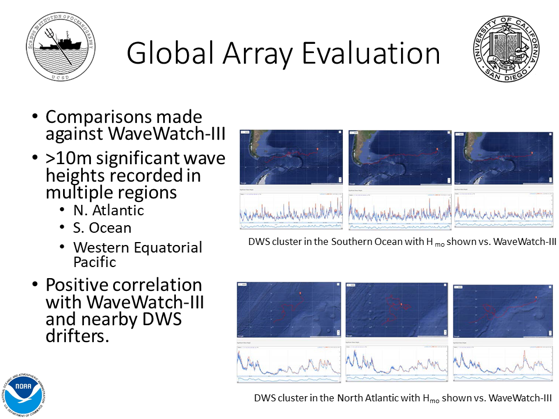 Global Array Evaluation
• Comparisons made
against WaveWatch-III
• >10m significant wave
heights recorded in
multiple regions
• N. Atlantic
• S. Ocean
• Western Equatorial
Pacific
• Positive correlation
with WaveWatch-III
and nearby DWS
drifters.
DWS cluster in the Southern Ocean with H mo shown vs. WaveWatch-III
DWS cluster in the North Atlantic with Hmo shown vs. WaveWatch-III
UNIVERSITY OF CALIFORNIA
SAN DIEGO
NOAA